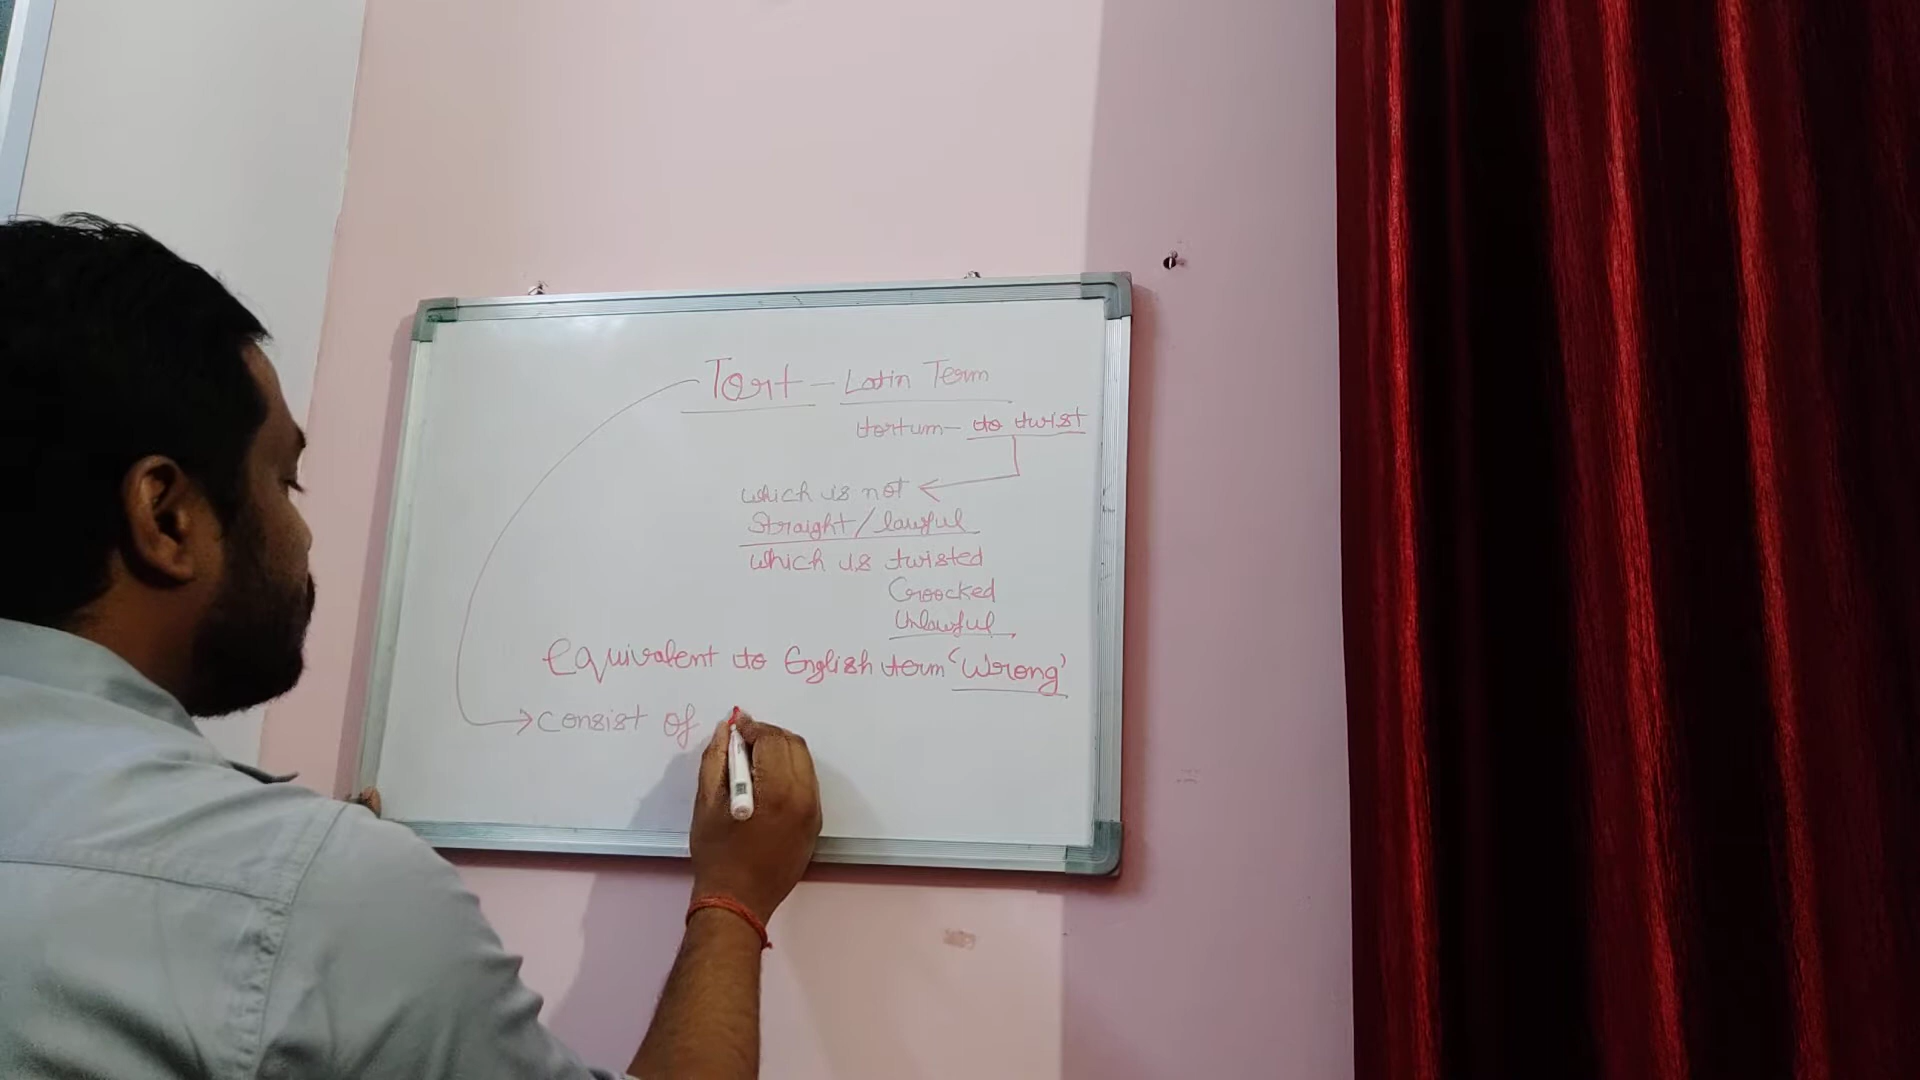 Tort - Latin Term
tortum - to twist
which is not
Straight / lawful
which is twisted
Croocked
Unlawful
Equivalent to English term 'Wrong'
consist of